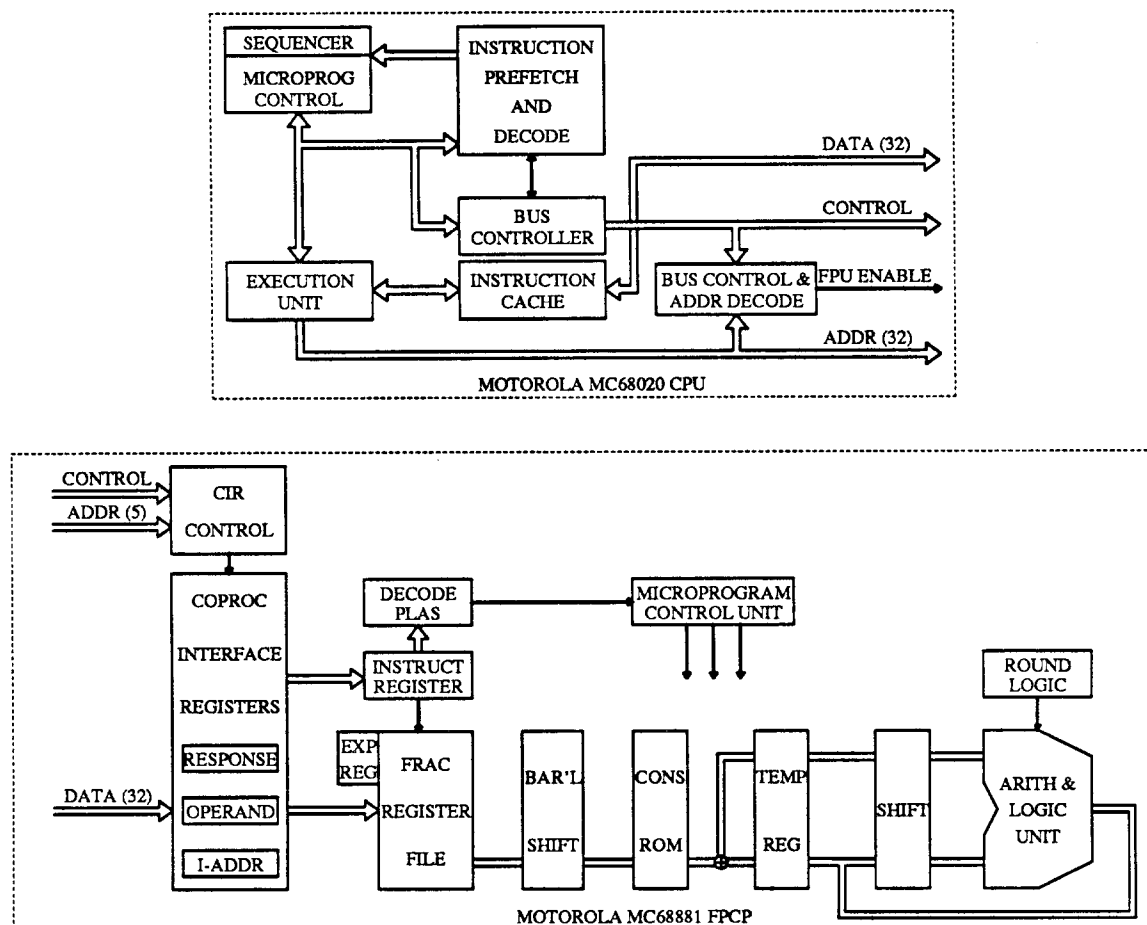 SEQUENCER
MICROPROG
CONTROL
INSTRUCTION
PREFETCH
AND
DECODE
DATA (32)
CONTROL
BUS
CONTROLLER
EXECUTION
UNIT
INSTRUCTION
CACHE
BUS CONTROL &
ADDR DECODE
FPU ENABLE
ADDR (32)
MOTOROLA MC68020 CPU
CONTROL
ADDR (5)
CIR
CONTROL
COPROC
INTERFACE
REGISTERS
RESPONSE
OPERAND
I-ADDR
DATA (32)
DECODE
PLAS
INSTRUCT
REGISTER
MICROPROGRAM
CONTROL UNIT
EXP
REG
FRAC
REGISTER
FILE
BAR'L
SHIFT
CONS
ROM
TEMP
REG
SHIFT
ROUND
LOGIC
ARITH &
LOGIC
UNIT
MOTOROLA MC68881 FPCP